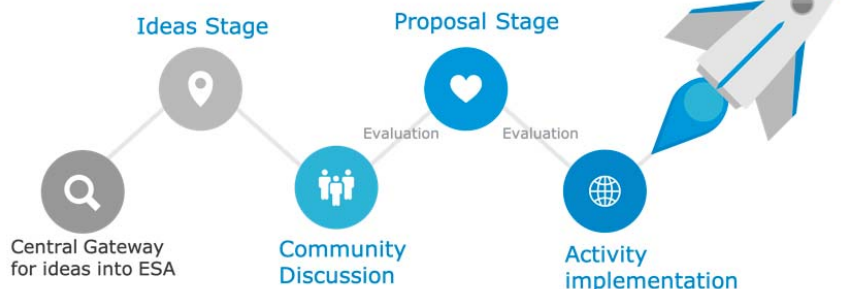 Ideas Stage
Proposal Stage
Evaluation
Evaluation
Central Gateway
for ideas into ESA
Community
Discussion
Activity
implementation